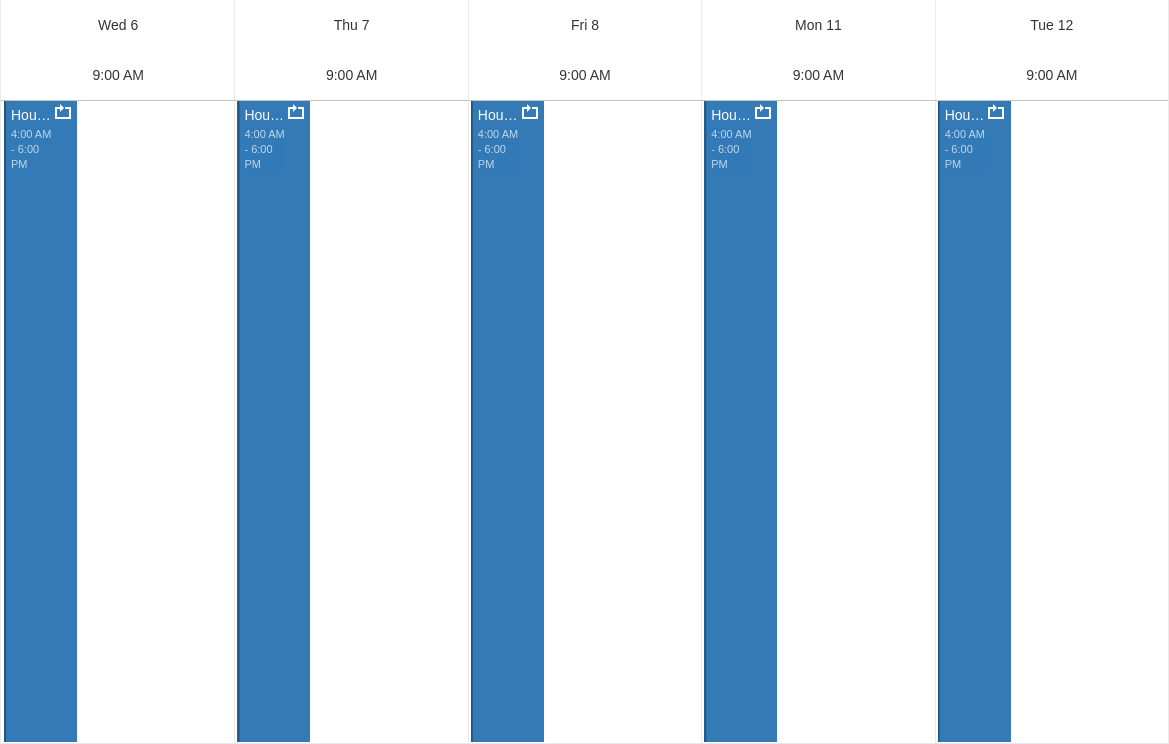 Wed 6 Thu 7 Fri 8 Mon 11 Tue 12
9:00 AM 9:00 AM 9:00 AM 9:00 AM 9:00 AM
Hou… Hou… Hou… Hou… Hou…
4:00 AM 4:00 AM 4:00 AM 4:00 AM 4:00 AM
- 6:00 - 6:00 - 6:00 - 6:00 - 6:00
PM PM PM PM PM